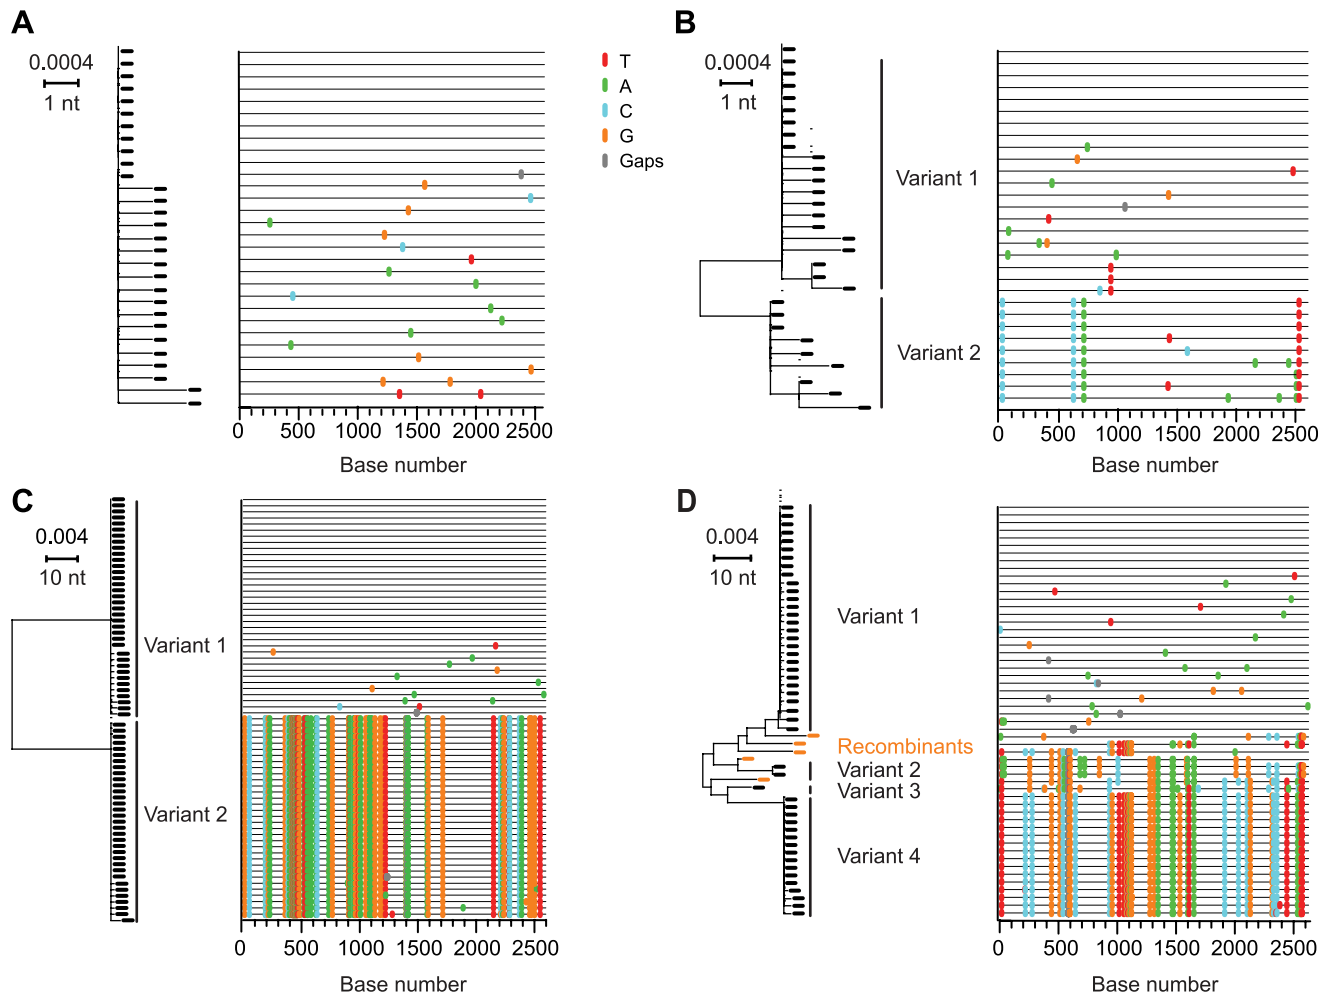 A
0.0004
1 nt
0 500 1000 1500 2000 2500
Base number
T
A
C
G
Gaps
B
0.0004
1 nt
Variant 1
Variant 2
0 500 1000 1500 2000 2500
Base number
C
0.004
10 nt
Variant 1
Variant 2
0 500 1000 1500 2000 2500
Base number
D
0.004
10 nt
Variant 1
Recombinants
Variant 2
Variant 3
Variant 4
0 500 1000 1500 2000 2500
Base number